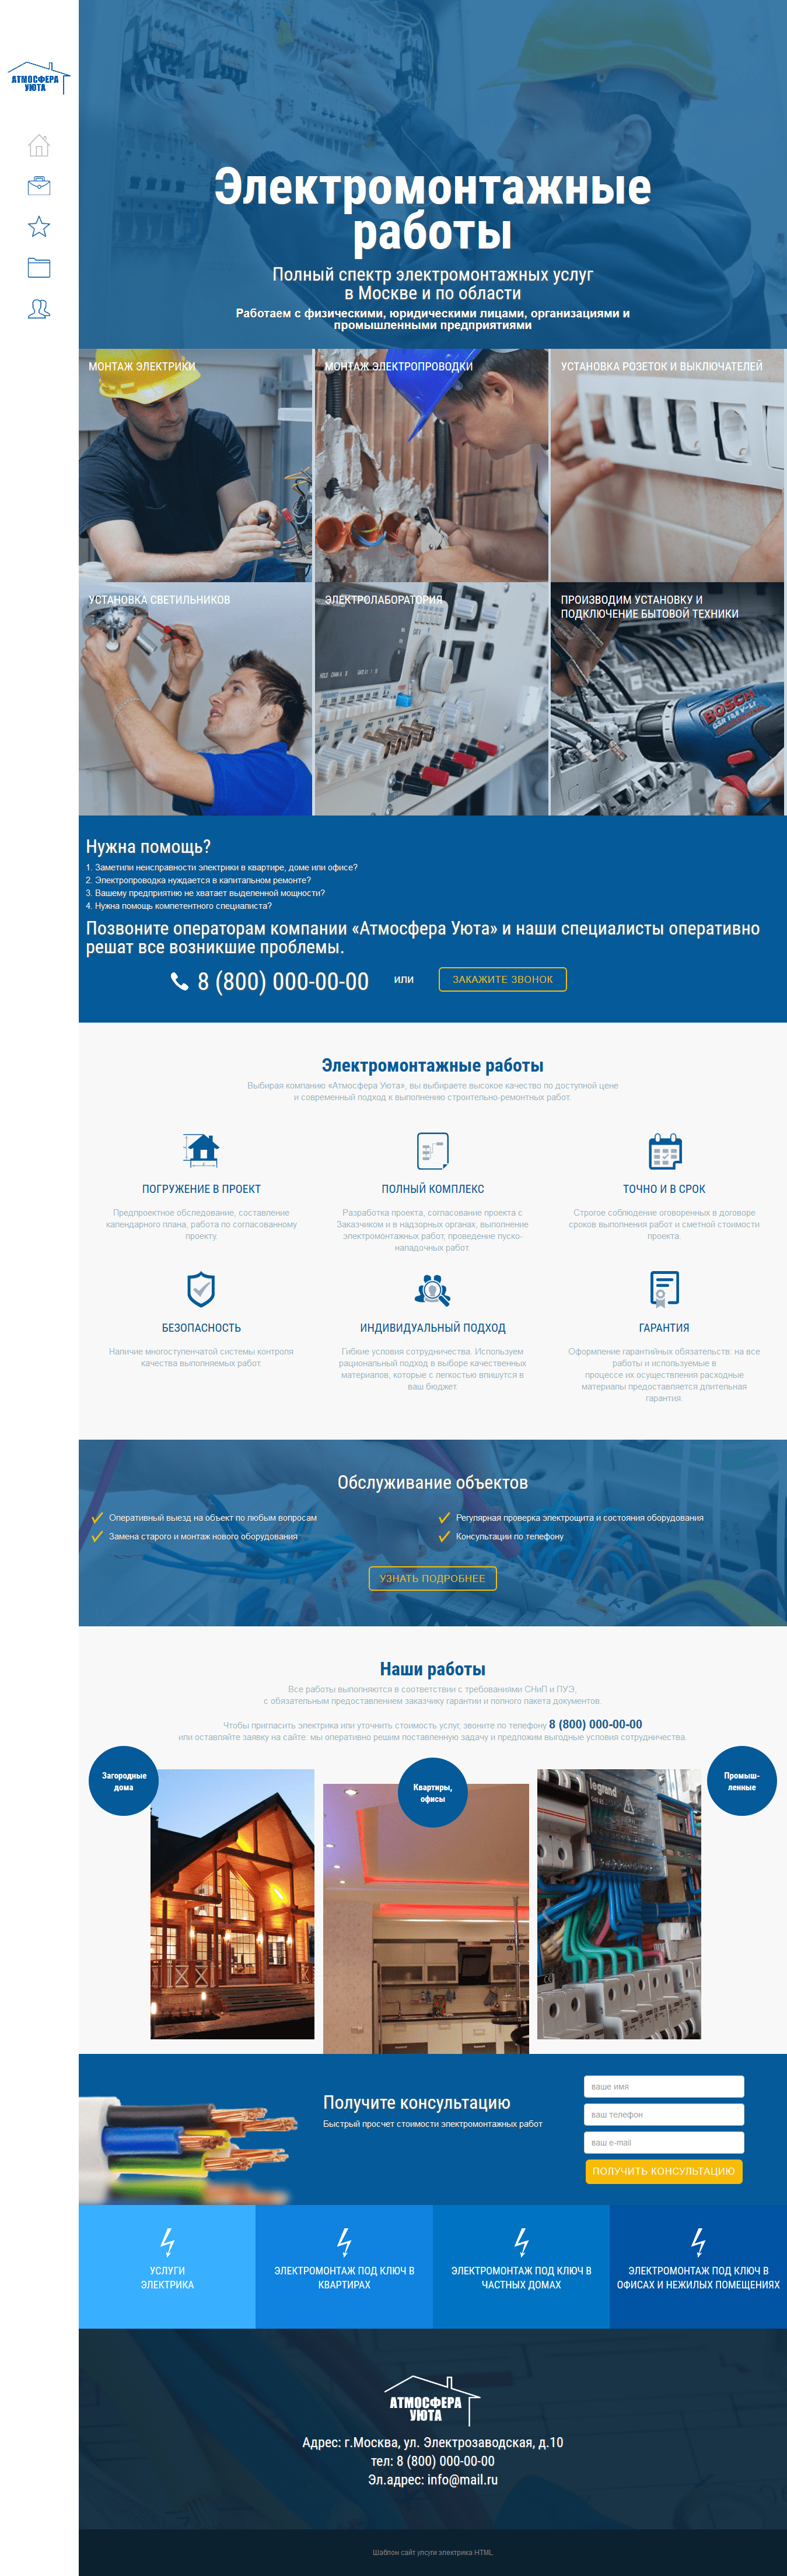 АТМОСФЕРА
УЮТА
Электромонтажные
работы
Полный спектр электромонтажных услуг
в Москве и по области
Работаем с физическими, юридическими лицами, организациями и
промышленными предприятиями
МОНТАЖ ЭЛЕКТРИКИ
МОНТАЖ ЭЛЕКТРОПРОВОДКИ
УСТАНОВКА РОЗЕТОК И ВЫКЛЮЧАТЕЛЕЙ
УСТАНОВКА СВЕТИЛЬНИКОВ
ЭЛЕКТРОЛАБОРАТОРИЯ
ПРОИЗВОДИМ УСТАНОВКУ И
ПОДКЛЮЧЕНИЕ БЫТОВОЙ ТЕХНИКИ
BOSCH
GSR 10,8 V-LI
Нужна помощь?
1. Заметили неисправности электрики в квартире, доме или офисе?
2. Электропроводка нуждается в капитальном ремонте?
3. Вашему предприятию не хватает выделенной мощности?
4. Нужна помощь компетентного специалиста?
Позвоните операторам компании «Атмосфера Уюта» и наши специалисты оперативно
решат все возникшие проблемы.
8 (800) 000-00-00
или
ЗАКАЖИТЕ ЗВОНОК
Электромонтажные работы
Выбирая компанию «Атмосфера Уюта», вы выбираете высокое качество по доступной цене
и современный подход к выполнению строительно-ремонтных работ.
ПОГРУЖЕНИЕ В ПРОЕКТ
Предпроектное обследование, составление
календарного плана, работа по согласованному
проекту.
ПОЛНЫЙ КОМПЛЕКС
Разработка проекта, согласование проекта с
Заказчиком и в надзорных органах, выполнение
электромонтажных работ, проведение пуско-
наладочных работ.
ТОЧНО И В СРОК
Строгое соблюдение оговоренных в договоре
сроков выполнения работ и сметной стоимости
проекта.
БЕЗОПАСНОСТЬ
Наличие многоступенчатой системы контроля
качества выполняемых работ.
ИНДИВИДУАЛЬНЫЙ ПОДХОД
Гибкие условия сотрудничества. Используем
рациональный подход в выборе качественных
материалов, которые с легкостью впишутся в
ваш бюджет.
ГАРАНТИЯ
Оформление гарантийных обязательств: на все
работы и используемые в
процессе их осуществления расходные
материалы предоставляется длительная
гарантия.
Обслуживание объектов
Оперативный выезд на объект по любым вопросам
Замена старого и монтаж нового оборудования
Регулярная проверка электрощита и состояния оборудования
Консультации по телефону
УЗНАТЬ ПОДРОБНЕЕ
Наши работы
Все работы выполняются в соответствии с требованиями СНиП и ПУЭ,
с обязательным предоставлением заказчику гарантии и полного пакета документов.
Чтобы пригласить электрика или уточнить стоимость услуг, звоните по телефону 8 (800) 000-00-00
или оставляйте заявку на сайте: мы оперативно решим поставленную задачу и предложим выгодные условия сотрудничества.
Загородные
дома
Квартиры,
офисы
Промыш-
ленные
legrand
Получите консультацию
Быстрый просчет стоимости электромонтажных работ
ваше имя
ваш телефон
ваш e-mail
ПОЛУЧИТЬ КОНСУЛЬТАЦИЮ
УСЛУГИ
ЭЛЕКТРИКА
ЭЛЕКТРОМОНТАЖ ПОД КЛЮЧ В
КВАРТИРАХ
ЭЛЕКТРОМОНТАЖ ПОД КЛЮЧ В
ЧАСТНЫХ ДОМАХ
ЭЛЕКТРОМОНТАЖ ПОД КЛЮЧ В
ОФИСАХ И НЕЖИЛЫХ ПОМЕЩЕНИЯХ
АТМОСФЕРА
УЮТА
Адрес: г.Москва, ул. Электрозаводская, д.10
тел: 8 (800) 000-00-00
Эл.адрес: info@mail.ru
Шаблон сайт услуги электрика HTML